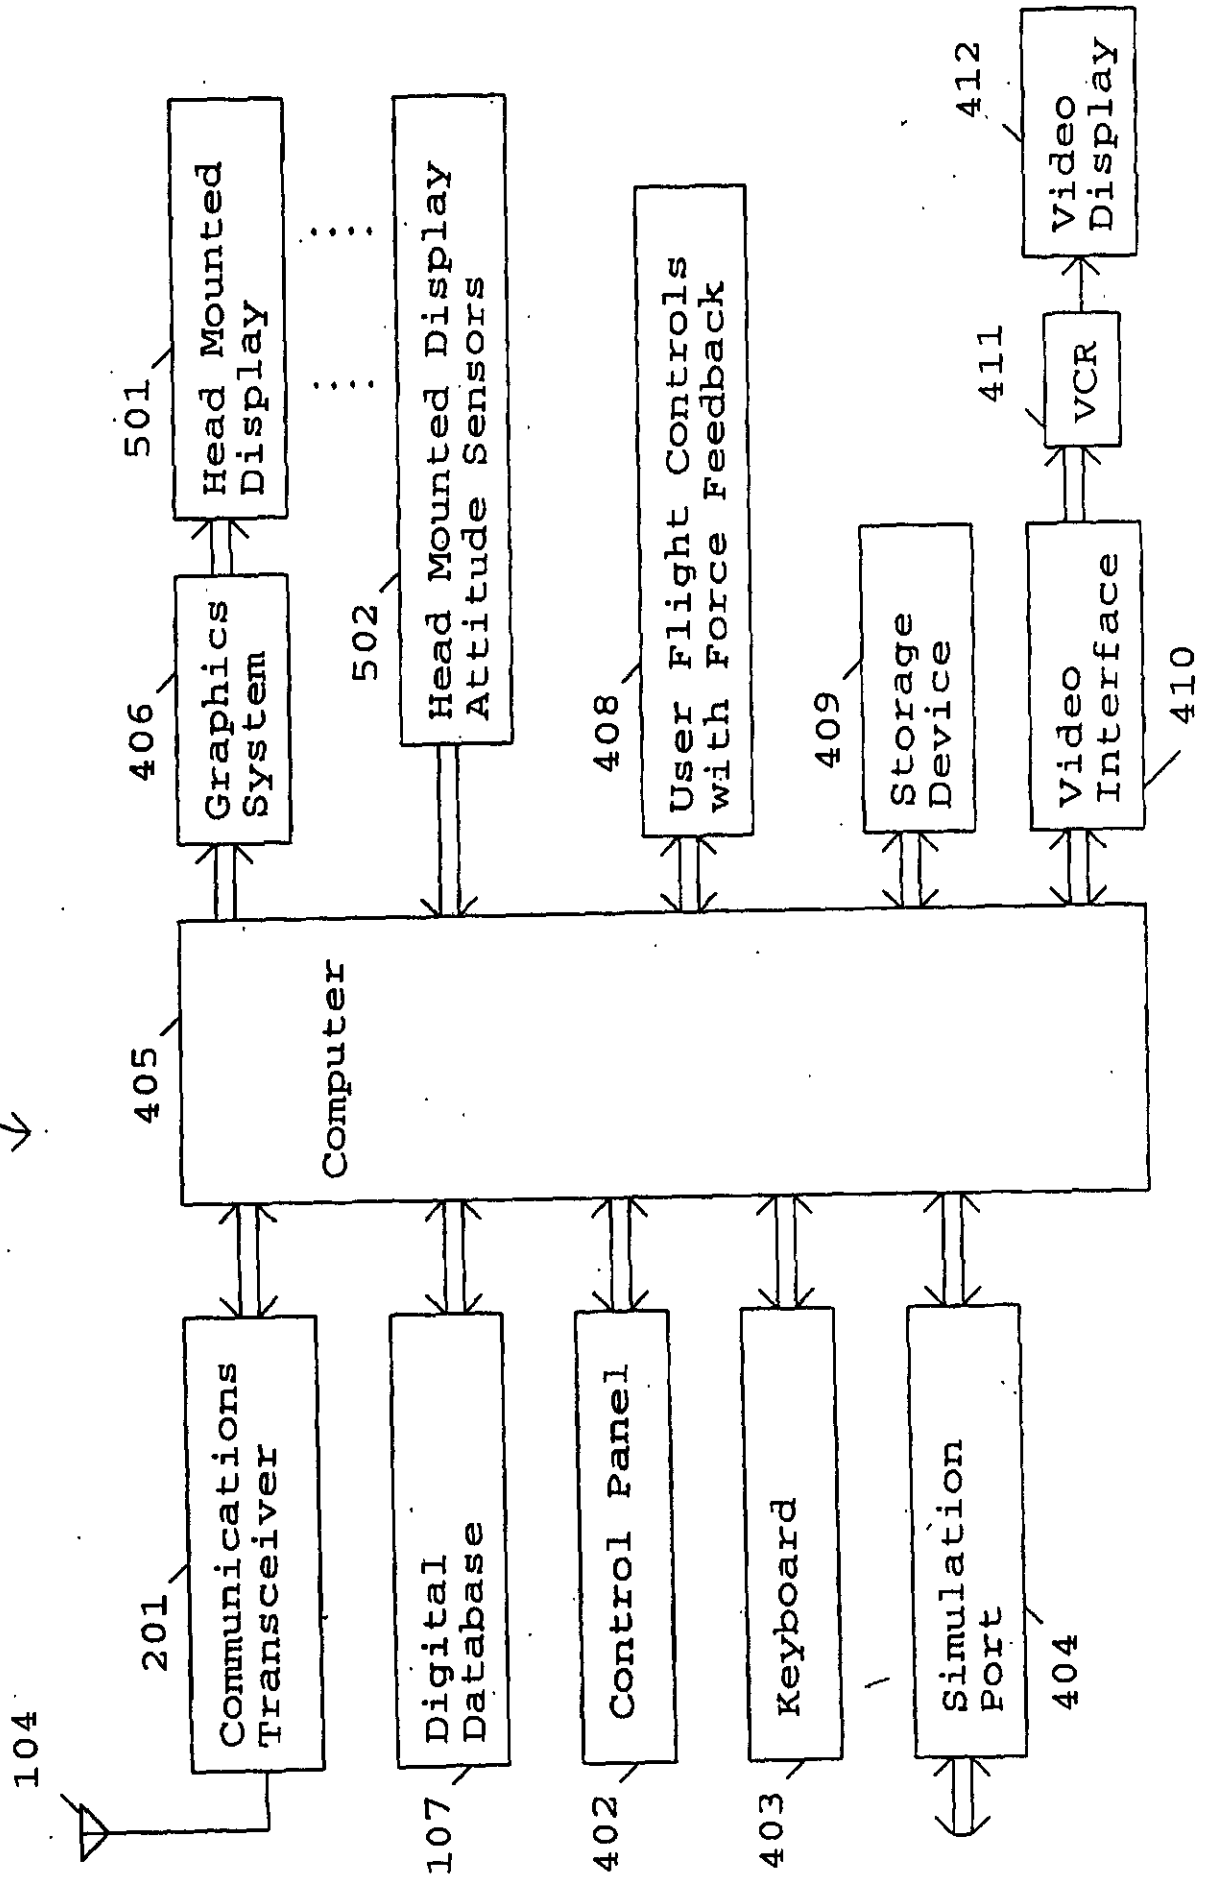 104
201
Communications
Transceiver
107
Digital
Database
402
Control Panel
403
Keyboard
Simulation
Port
404
405
Computer
406
Graphics
System
501
Head Mounted
Display
502
Head Mounted Display
Attitude Sensors
408
User Flight Controls
with Force Feedback
409
Storage
Device
Video
Interface
410
411
VCR
412
Video
Display